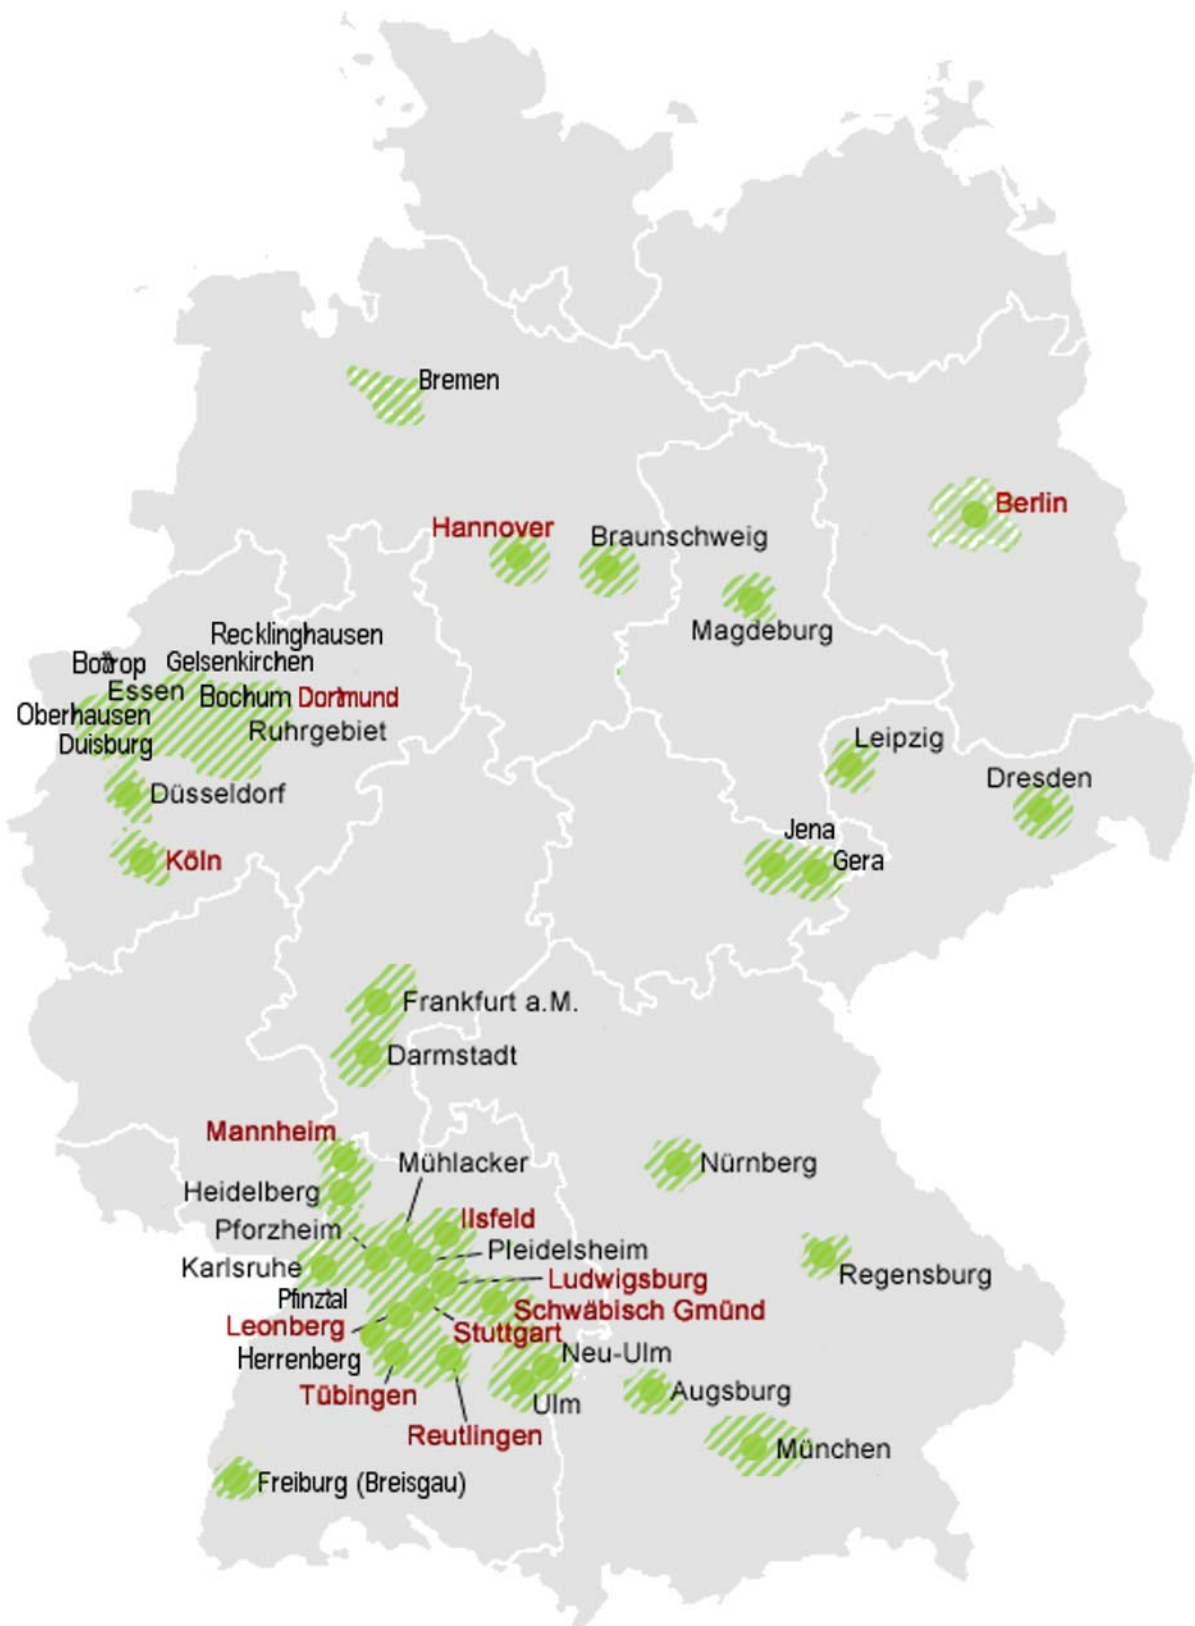 Bremen
Berlin
Hannover
Braunschweig
Magdeburg
Recklinghausen
Bottrop
Gelsenkirchen
Essen
Bochum
Dortmund
Oberhausen
Ruhrgebiet
Duisburg
Düsseldorf
Köln
Leipzig
Dresden
Jena
Gera
Frankfurt a.M.
Darmstadt
Mannheim
Mühlacker
Nürnberg
Heidelberg
Ilsfeld
Pforzheim
Pleidelsheim
Karlsruhe
Regensburg
Ludwigsburg
Pfinztal
Schwäbisch Gmünd
Leonberg
Stuttgart
Herrenberg
Neu-Ulm
Tübingen
Augsburg
Ulm
Reutlingen
München
Freiburg (Breisgau)